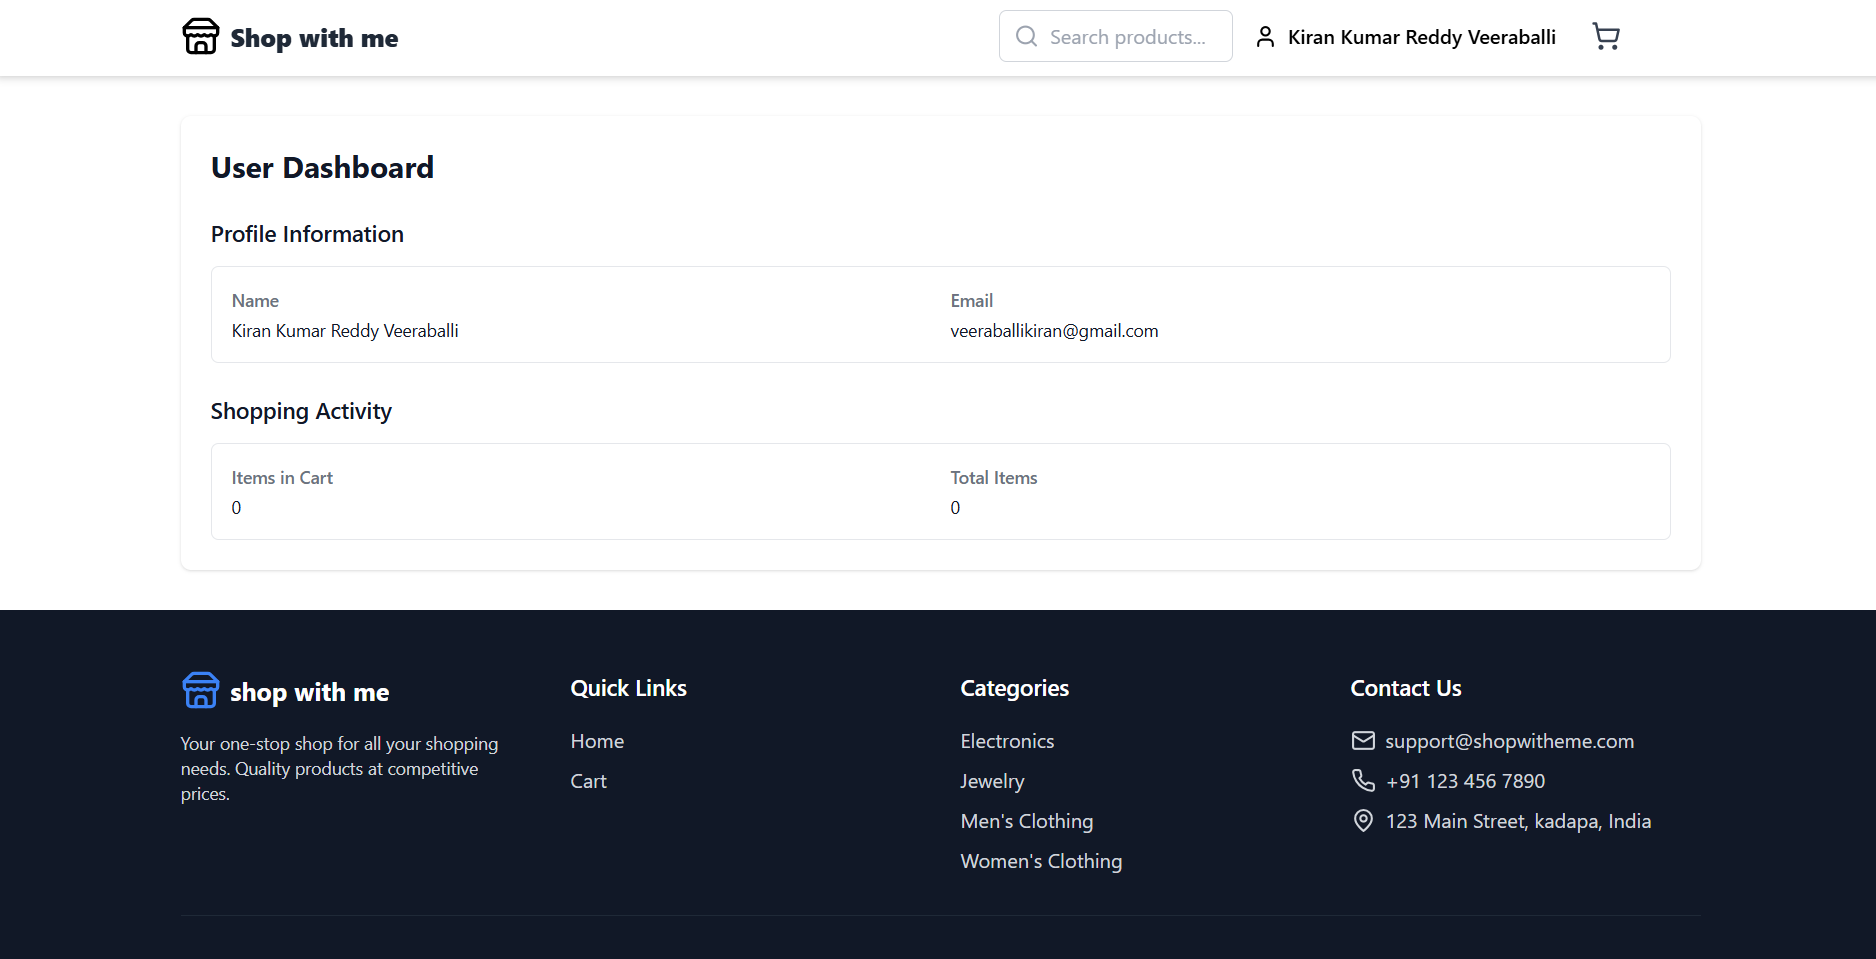 Shop with me
Search products...
Kiran Kumar Reddy Veeraballi
User Dashboard
Profile Information
Name
Kiran Kumar Reddy Veeraballi
Email
veeraballikiran@gmail.com
Shopping Activity
Items in Cart
0
Total Items
0
shop with me
Your one-stop shop for all your shopping
needs. Quality products at competitive
prices.
Quick Links
Home
Cart
Categories
Electronics
Jewelry
Men's Clothing
Women's Clothing
Contact Us
support@shopwitheme.com
+91 123 456 7890
123 Main Street, kadapa, India